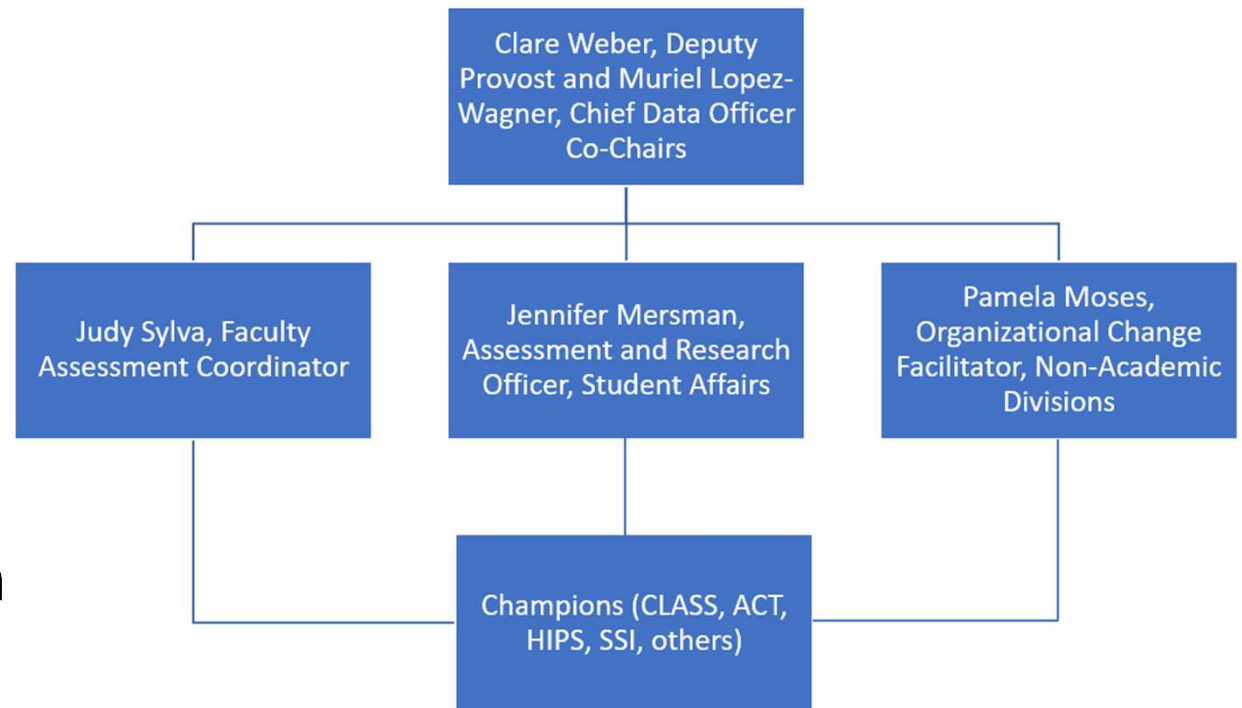 Clare Weber, Deputy
Provost and Muriel Lopez-
Wagner, Chief Data Officer
Co-Chairs
Judy Sylva, Faculty
Assessment Coordinator
Jennifer Mersman,
Assessment and Research
Officer, Student Affairs
Pamela Moses,
Organizational Change
Facilitator, Non-Academic
Divisions
Champions (CLASS, ACT,
HIPS, SSI, others)